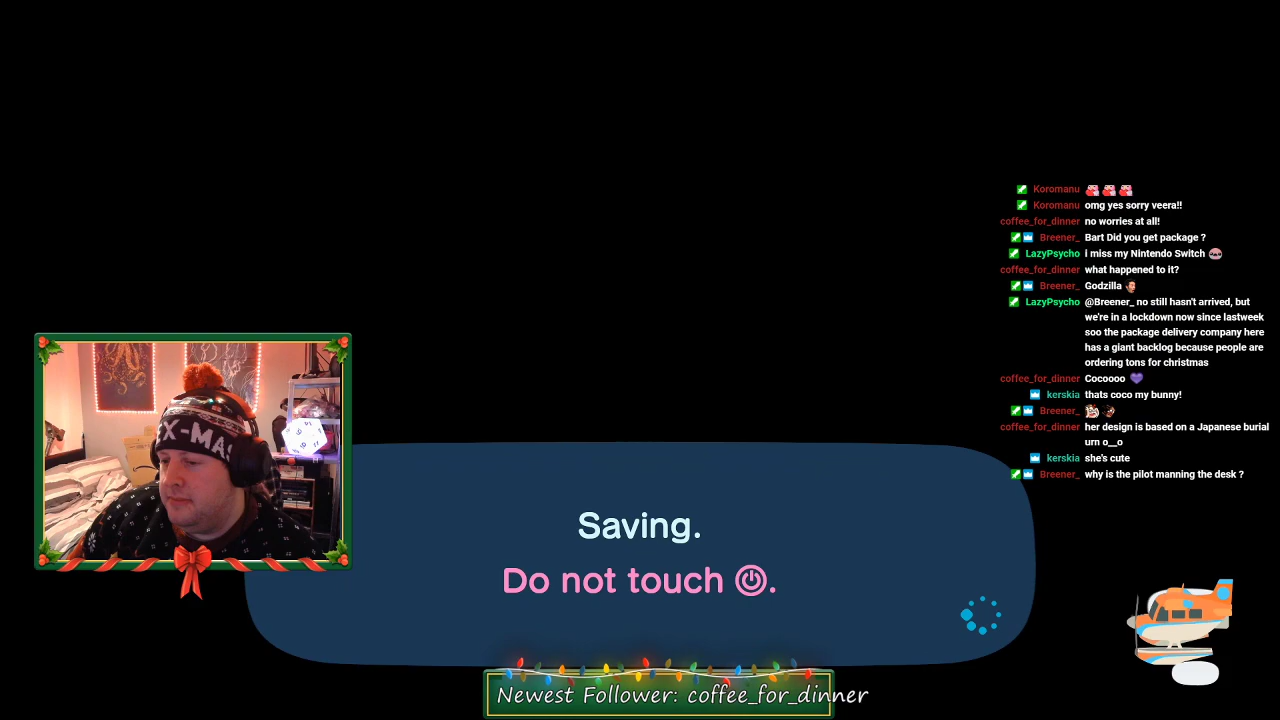 Koromanu
Koromanu omg yes sorry veera!!
coffee_for_dinner no worries at all!
Breener_ Bart Did you get package ?
LazyPsycho i miss my Nintendo Switch
coffee_for_dinner what happened to it?
Breener_ Godzilla
LazyPsycho @Breener_ no still hasn't arrived, but
we're in a lockdown now since lastweek
soo the package delivery company here
has a giant backlog because people are
ordering tons for christmas
coffee_for_dinner Cocoooo
kerskia thats coco my bunny!
Breener_
coffee_for_dinner her design is based on a Japanese burial
urn o__o
kerskia she's cute
Breener_ why is the pilot manning the desk ?
X-MAS
Saving.
Do not touch ⏻.
Newest Follower: coffee_for_dinner